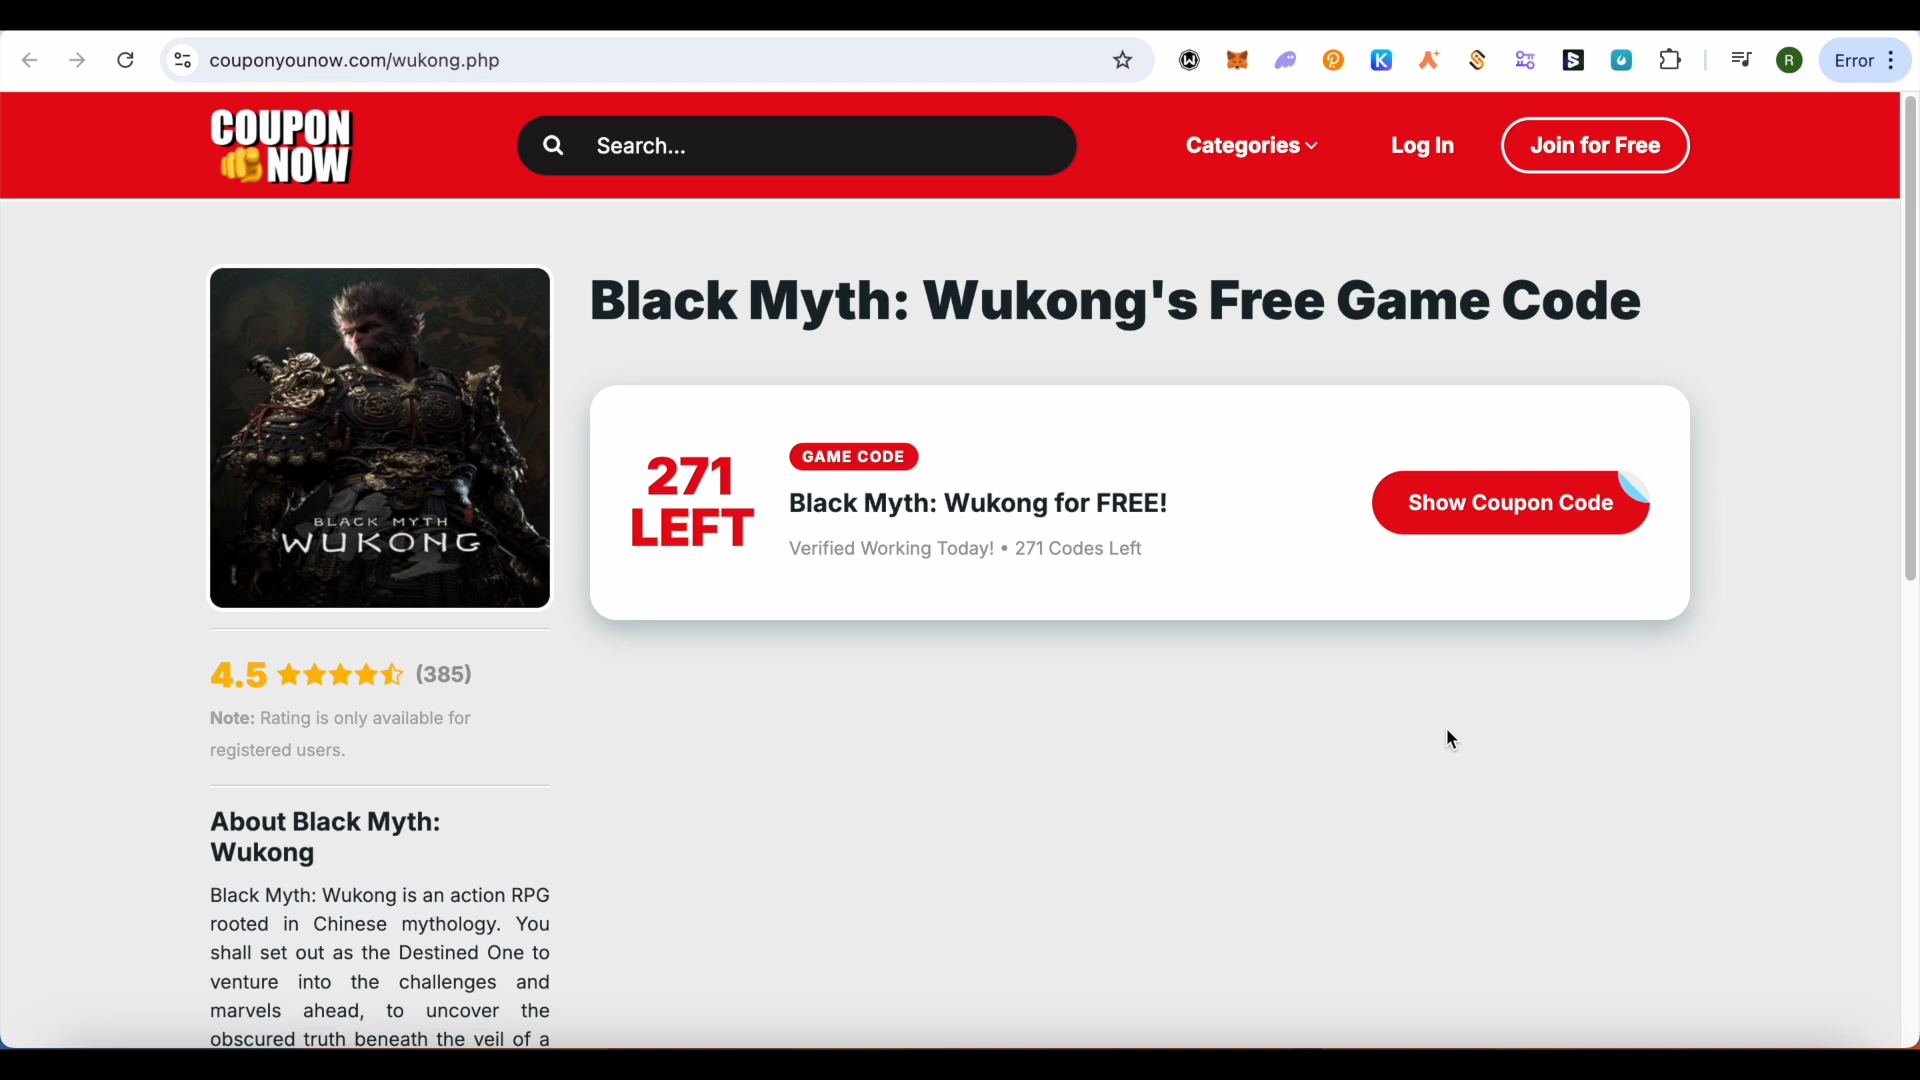 couponyounow.com/wukong.php
R
Error
COUPON
NOW
Search...
Categories
Log In
Join for Free
BLACK MYTH
WUKONG
Black Myth: Wukong's Free Game Code
271
LEFT
GAME CODE
Black Myth: Wukong for FREE!
Verified Working Today! • 271 Codes Left
Show Coupon Code
4.5 (385)
Note: Rating is only available for
registered users.
About Black Myth:
Wukong
Black Myth: Wukong is an action RPG
rooted in Chinese mythology. You
shall set out as the Destined One to
venture into the challenges and
marvels ahead, to uncover the
obscured truth beneath the veil of a